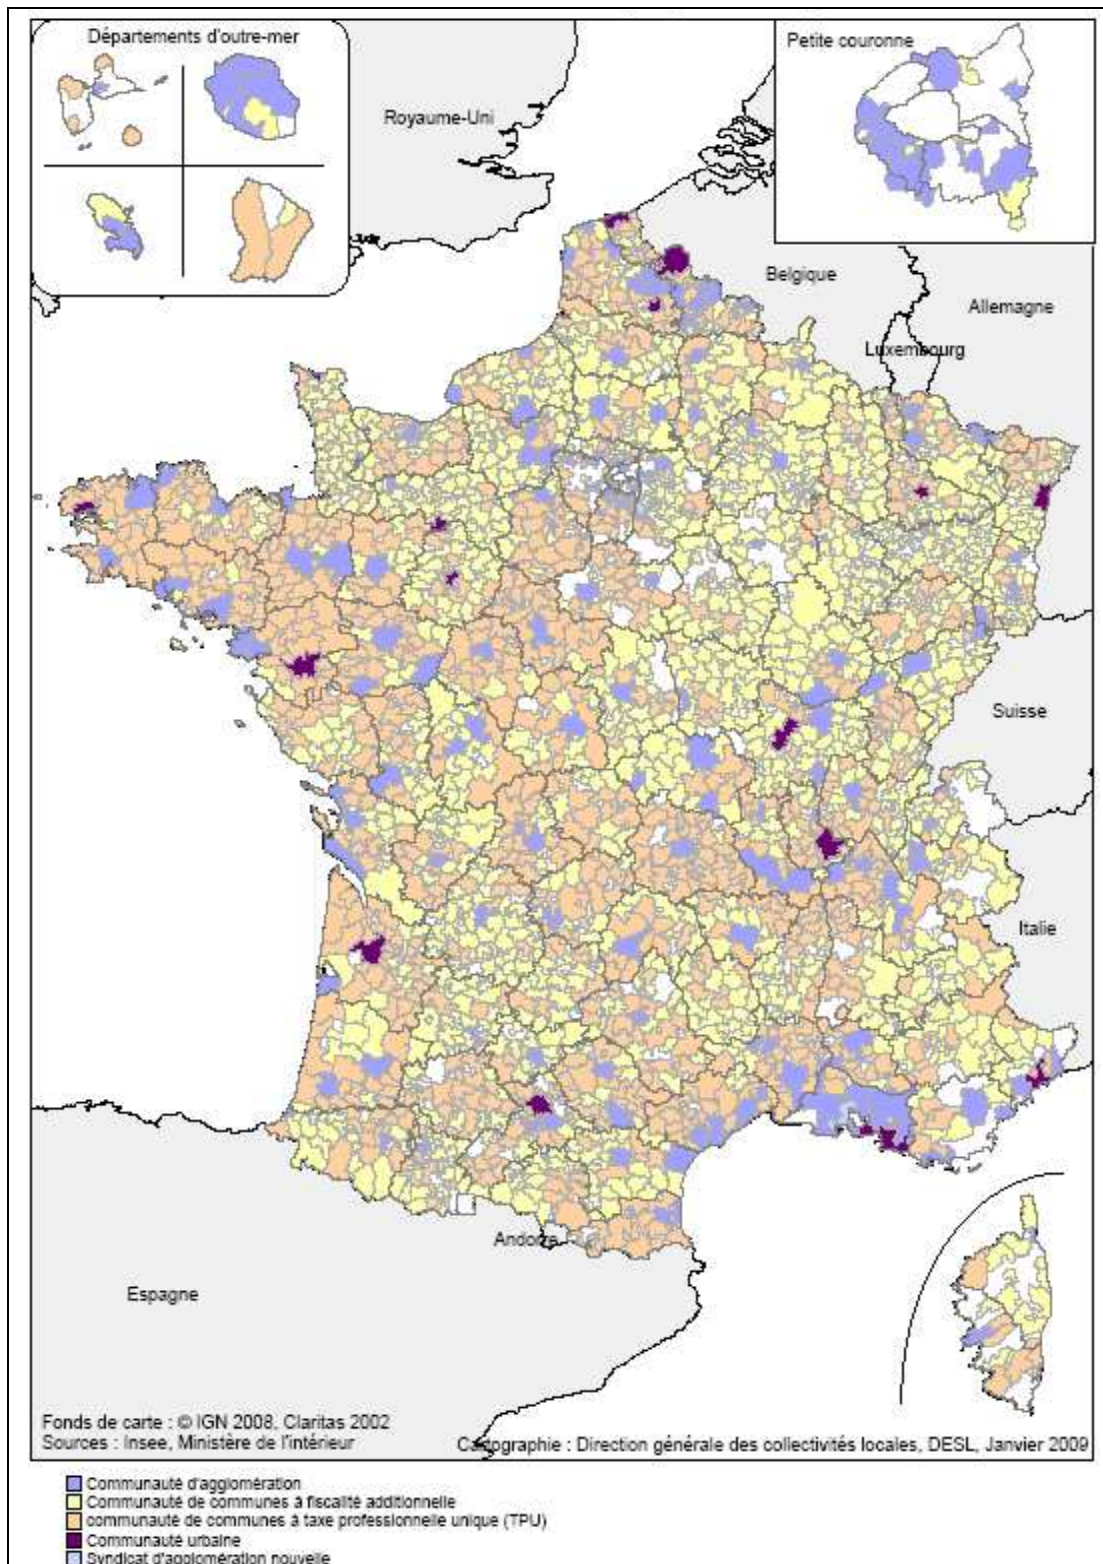 Départements d'outre-mer
Petite couronne
Royaume-Uni
Belgique
Allemagne
Luxembourg
Suisse
Italie
Andorre
Espagne
Fonds de carte : © IGN 2008, Claritas 2002
Sources : Insee, Ministère de l'intérieur
Cartographie : Direction générale des collectivités locales, DESL, Janvier 2009
Communauté d'agglomération
Communauté de communes à fiscalité additionnelle
communauté de communes à taxe professionnelle unique (TPU)
Communauté urbaine
Syndicat d'agglomération nouvelle